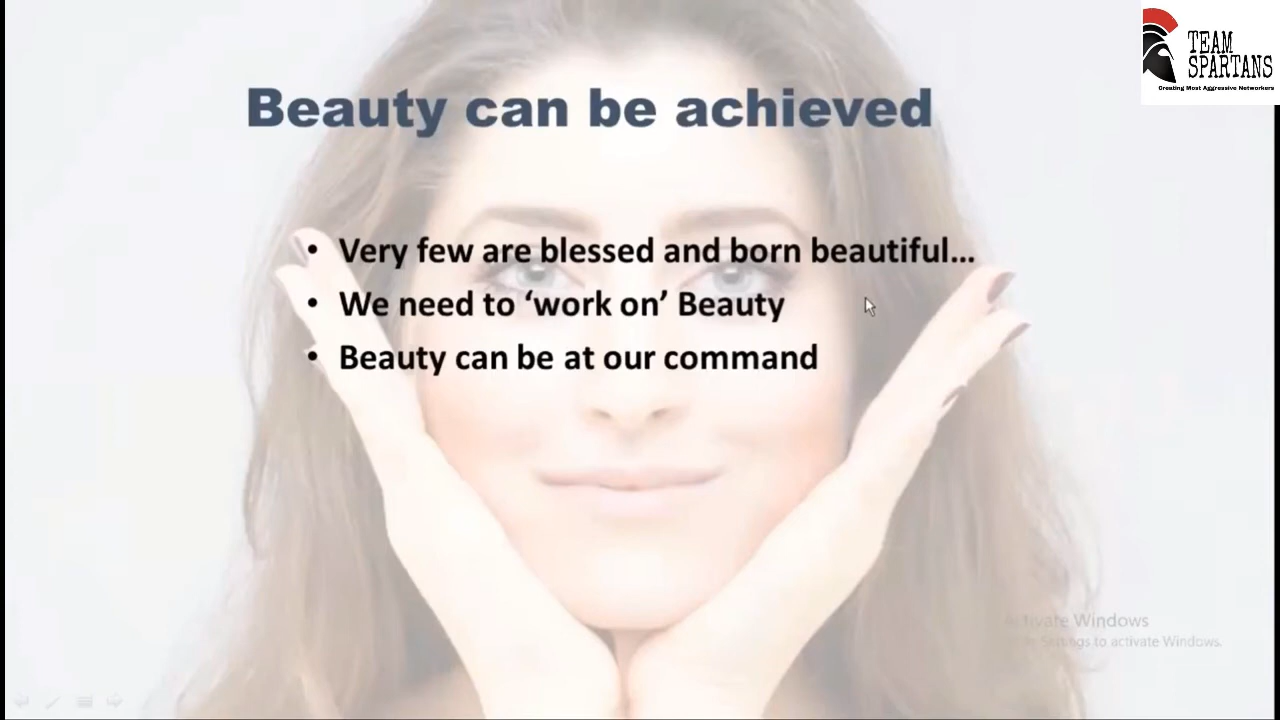 TEAM
SPARTANS
Creating Most Aggressive Networkers
Beauty can be achieved
• Very few are blessed and born beautiful...
• We need to ‘work on’ Beauty
• Beauty can be at our command
Activate Windows
Settings to activate Windows.